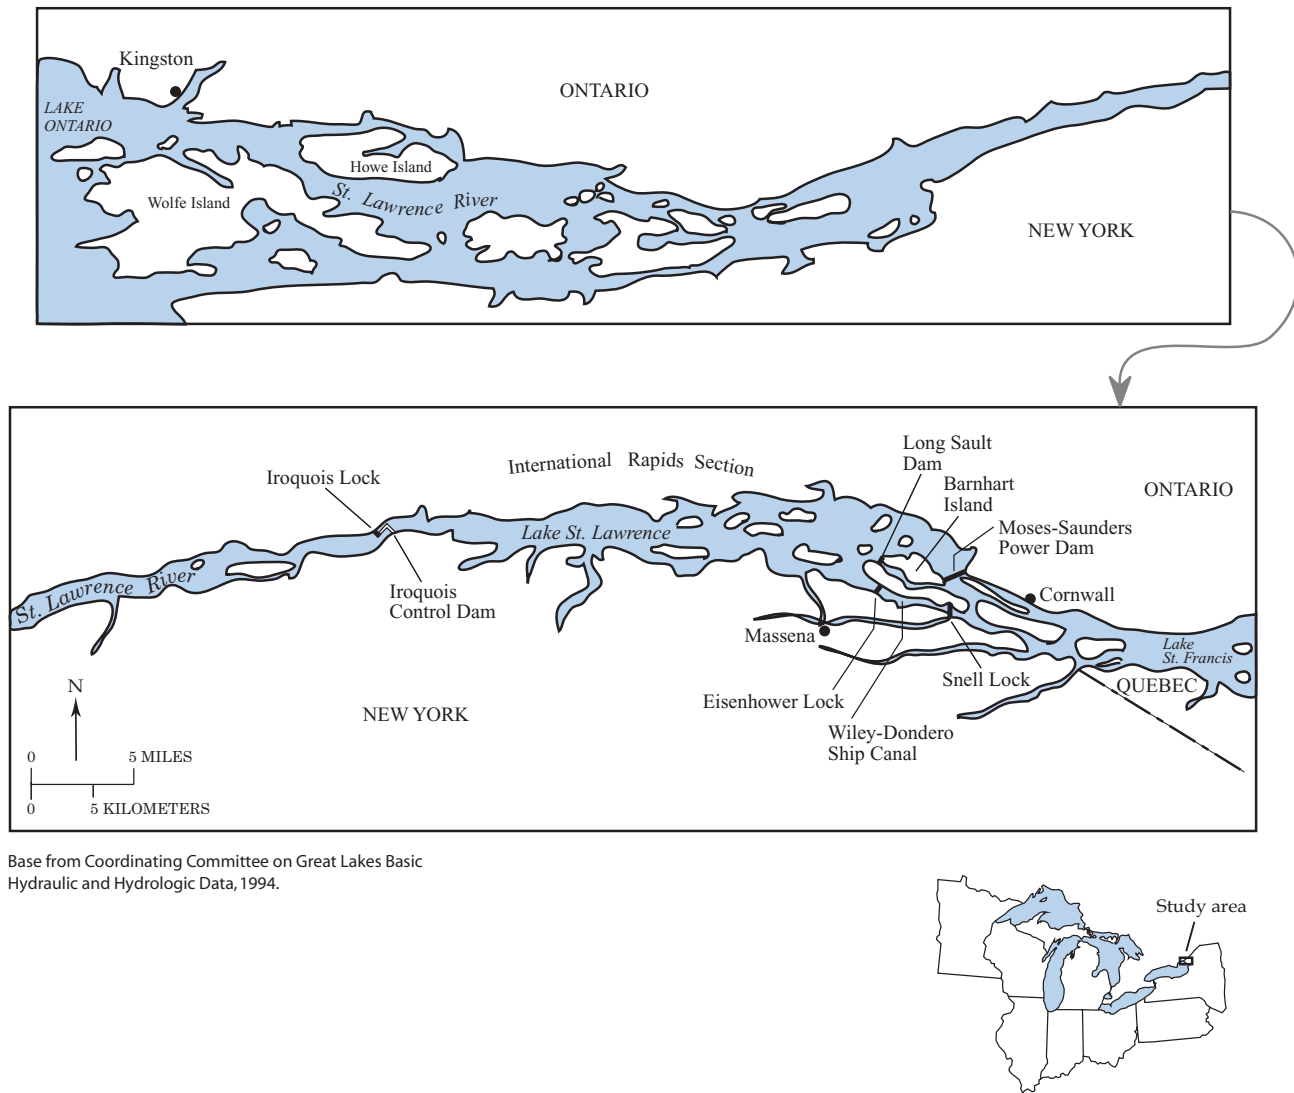 Kingston
ONTARIO
LAKE
ONTARIO
Howe Island
Wolfe Island
St. Lawrence River
NEW YORK
Long Sault
Dam
International Rapids Section
Iroquois Lock
Barnhart
Island
ONTARIO
Moses-Saunders
Power Dam
Lake St. Lawrence
St. Lawrence River
Iroquois
Control Dam
Cornwall
Massena
Lake
St. Francis
Snell Lock
QUEBEC
Eisenhower Lock
N
NEW YORK
Wiley-Dondero
Ship Canal
0 5 MILES
0 5 KILOMETERS
Base from Coordinating Committee on Great Lakes Basic
Hydraulic and Hydrologic Data, 1994.
Study area